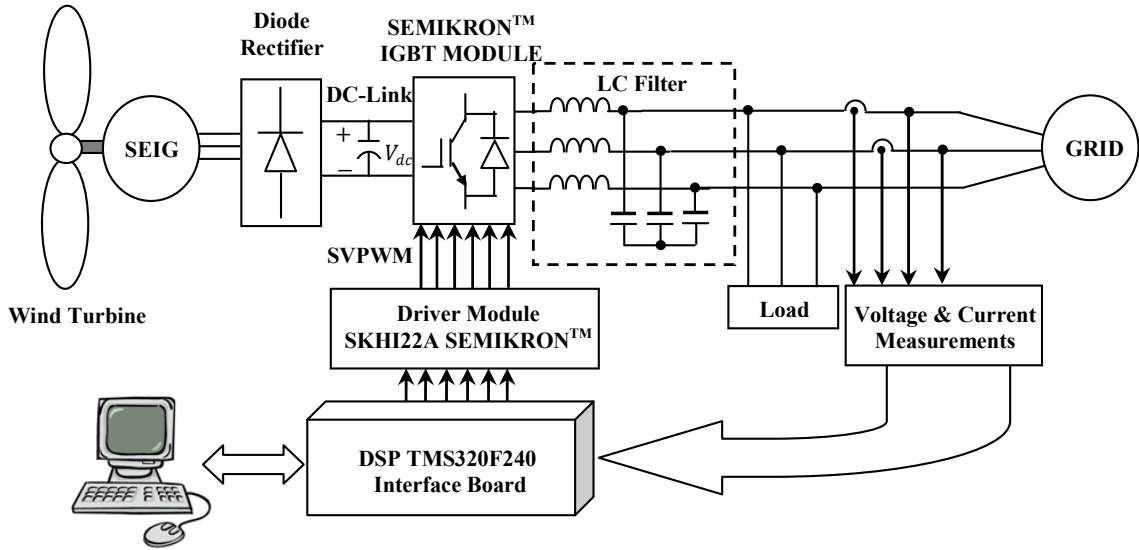 Diode
Rectifier
SEMIKRON™
IGBT MODULE
LC Filter
DC-Link
SEIG
+
V_dc
−
GRID
SVPWM
Wind Turbine
Driver Module
SKHI22A SEMIKRON™
Load
Voltage & Current
Measurements
DSP TMS320F240
Interface Board